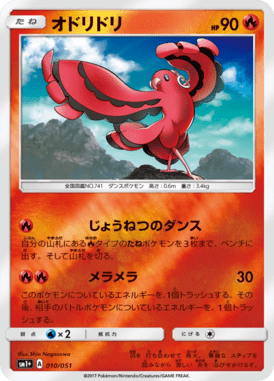 たね オドリドリ HP 90
全国図鑑NO.741 ダンスポケモン 高さ:0.6m 重さ:3.4kg
じょうねつのダンス
自分の山札にある タイプのたねポケモンを3枚まで、ベンチに
出す。そして山札を切る。
メラメラ 30
このポケモンについているエネルギーを、1個トラッシュする。その
後、相手のバトルポケモンについているエネルギーを、1個トラッシュ
する。
弱点 ×2 抵抗力 にげる
Illus. Shin Nagasawa
sm1+ A 010/051
©2017 Pokémon/Nintendo/Creatures/GAME FREAK.